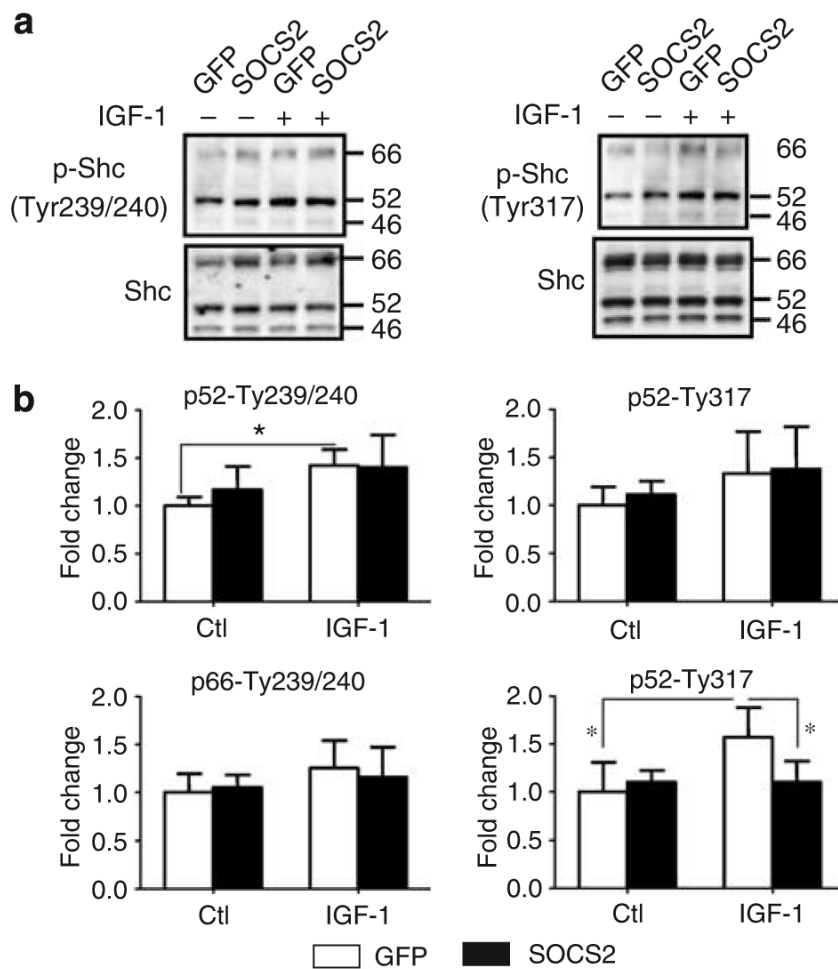 a
GFP SOCS2 GFP SOCS2
IGF-1 – – + +
p-Shc
(Tyr239/240)
66
52
46
Shc
66
52
46
GFP SOCS2 GFP SOCS2
IGF-1 – – + +
p-Shc
(Tyr317)
66
52
46
Shc
66
52
46
b
p52-Ty239/240
Fold change
2.0
1.5
1.0
0.5
0.0
*
Ctl IGF-1
p52-Ty317
Fold change
2.0
1.5
1.0
0.5
0.0
Ctl IGF-1
p66-Ty239/240
Fold change
2.0
1.5
1.0
0.5
0.0
Ctl IGF-1
p52-Ty317
Fold change
2.0
1.5
1.0
0.5
0.0
* *
Ctl IGF-1
GFP SOCS2